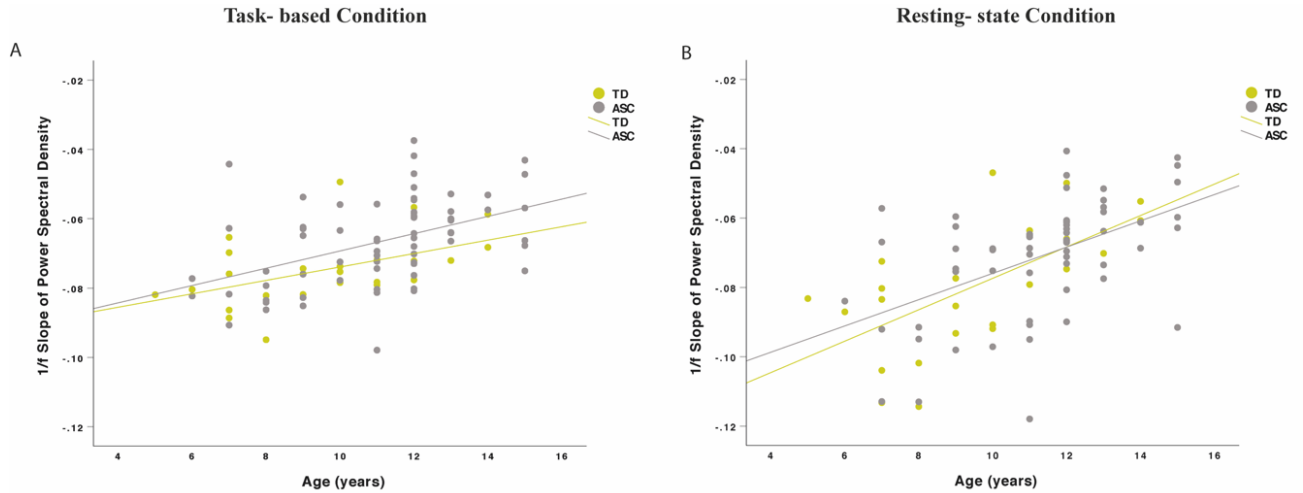 Task- based Condition
Resting- state Condition
A
-.02
-.04
-.06
-.08
-.10
-.12
1/f Slope of Power Spectral Density
4 6 8 10 12 14 16
Age (years)
TD
ASC
TD
ASC
B
-.02
-.04
-.06
-.08
-.10
-.12
1/f Slope of Power Spectral Density
4 6 8 10 12 14 16
Age (years)
TD
ASC
TD
ASC